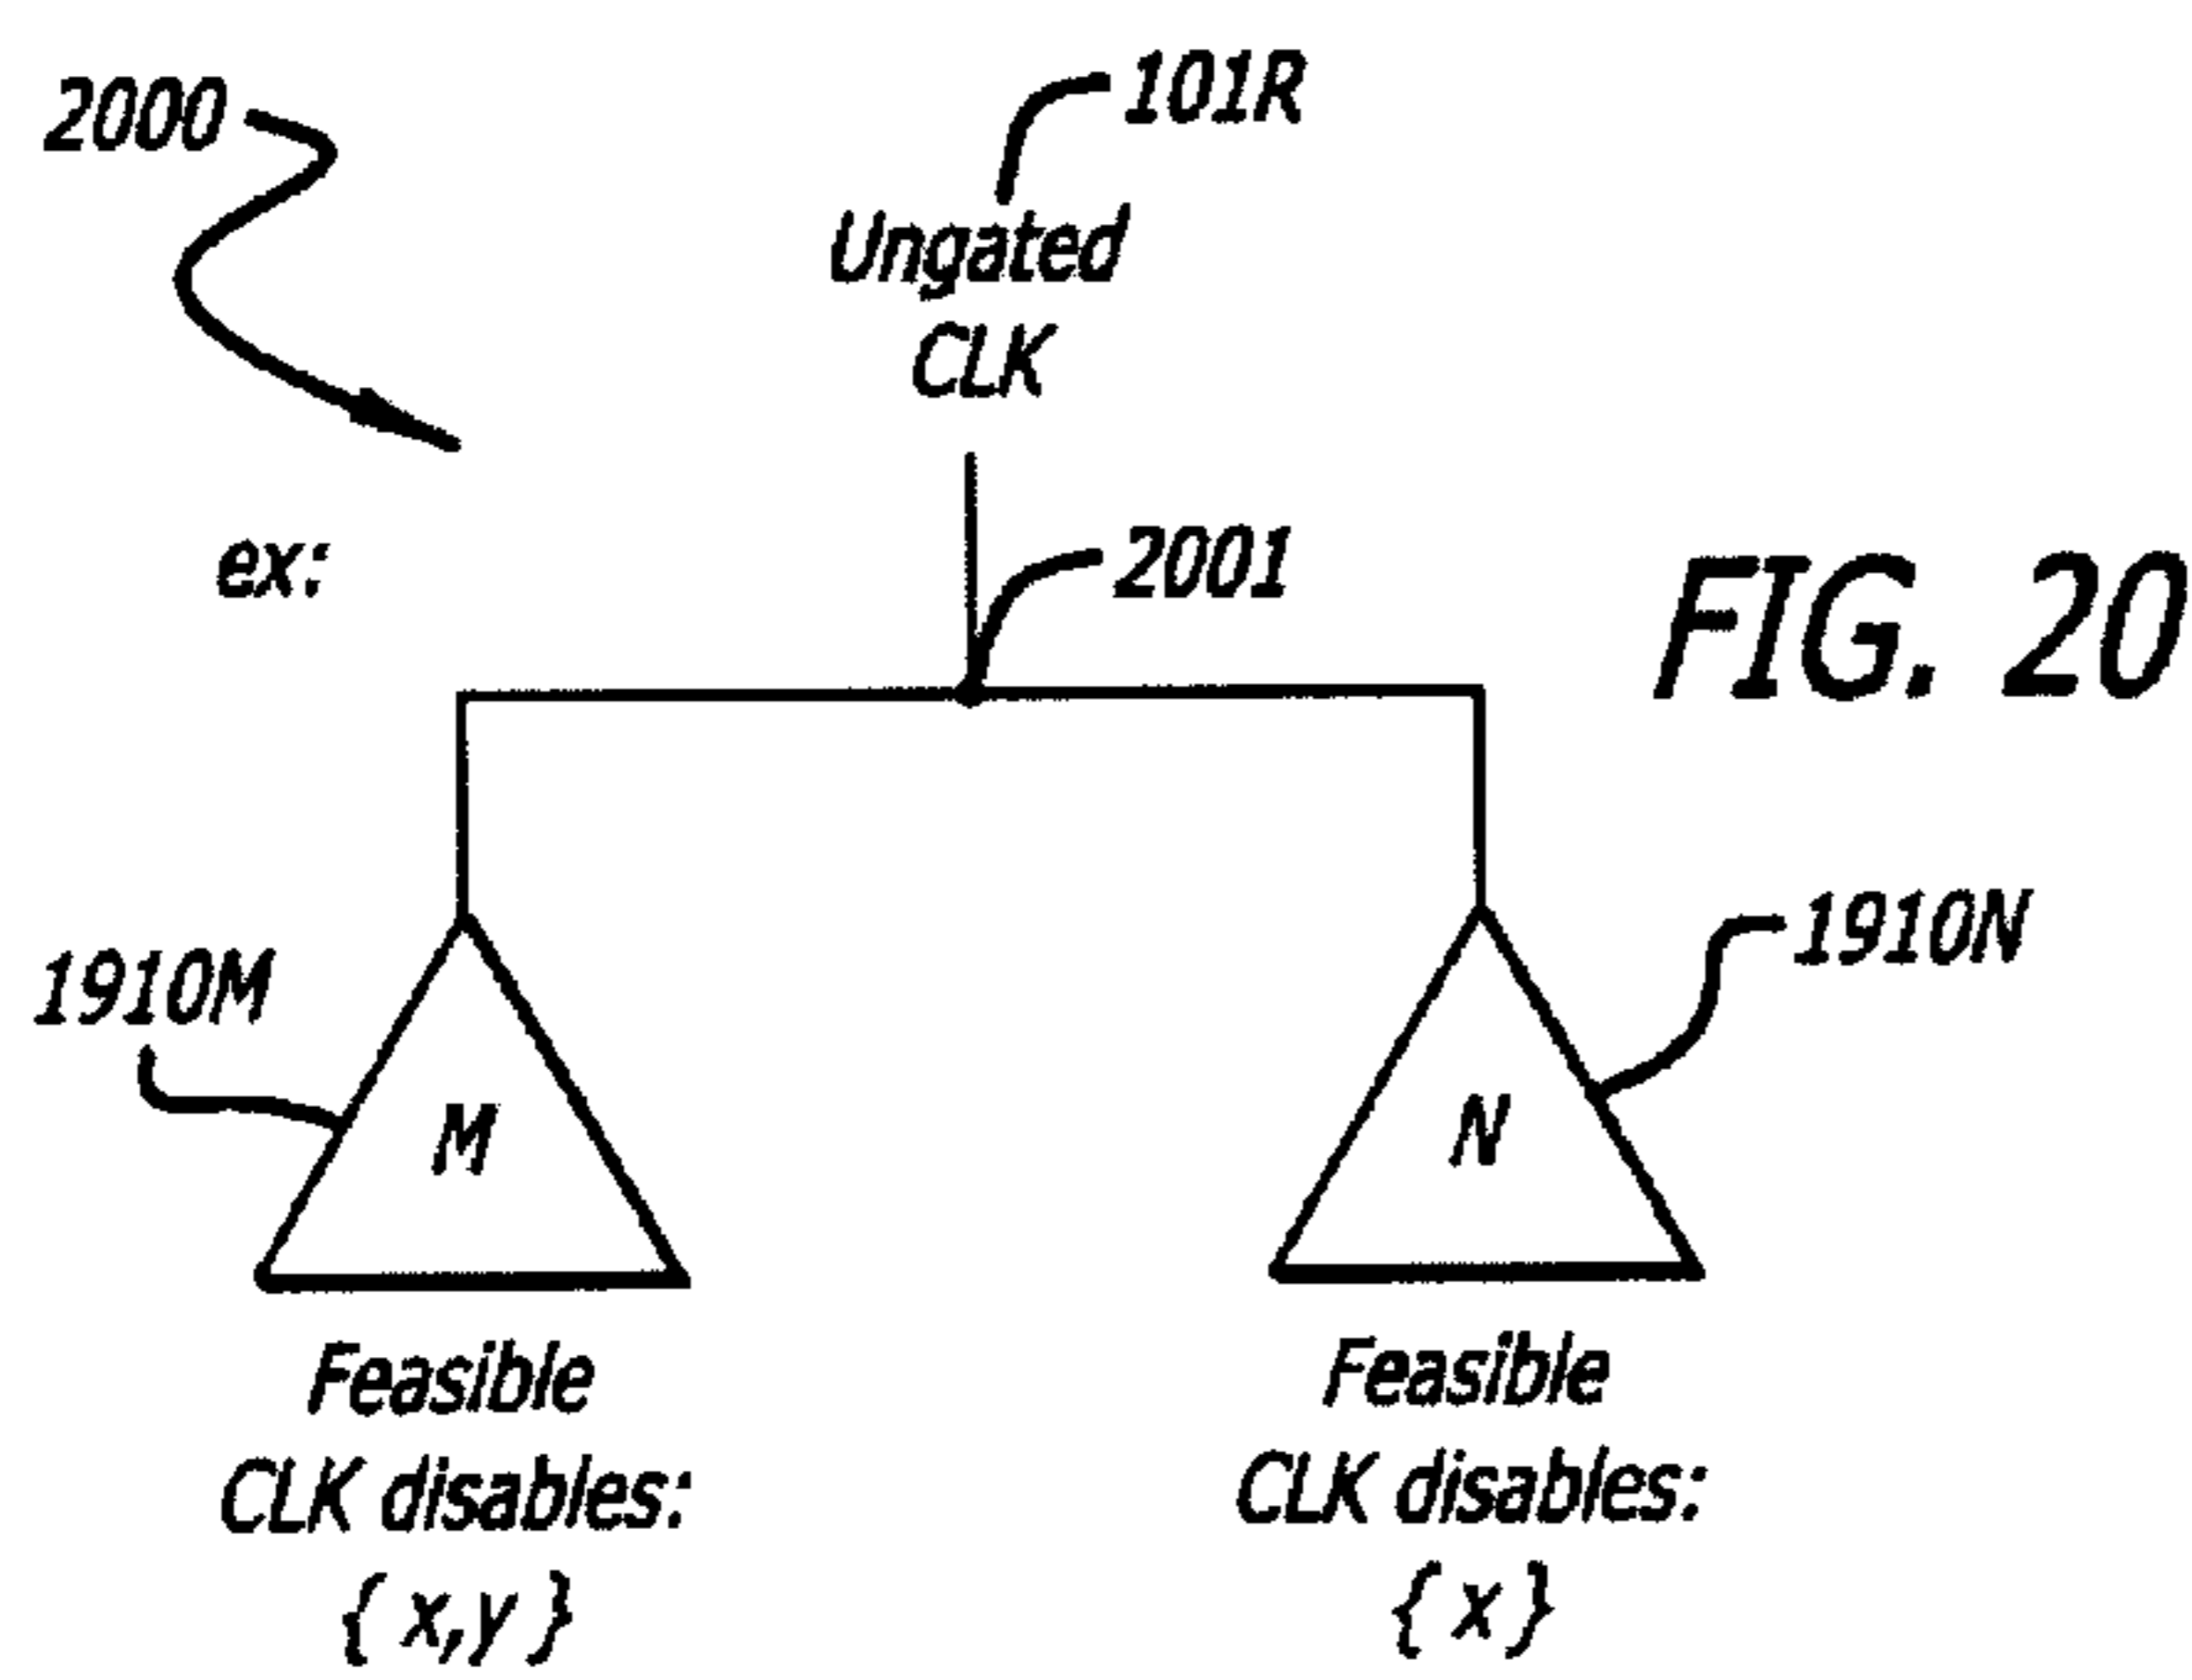 2000
101R
Ungated
CLK
ex:
2001
FIG. 20
1910M
1910N
M
N
Feasible
CLK disables:
{ x,y }
Feasible
CLK disables:
{ x }